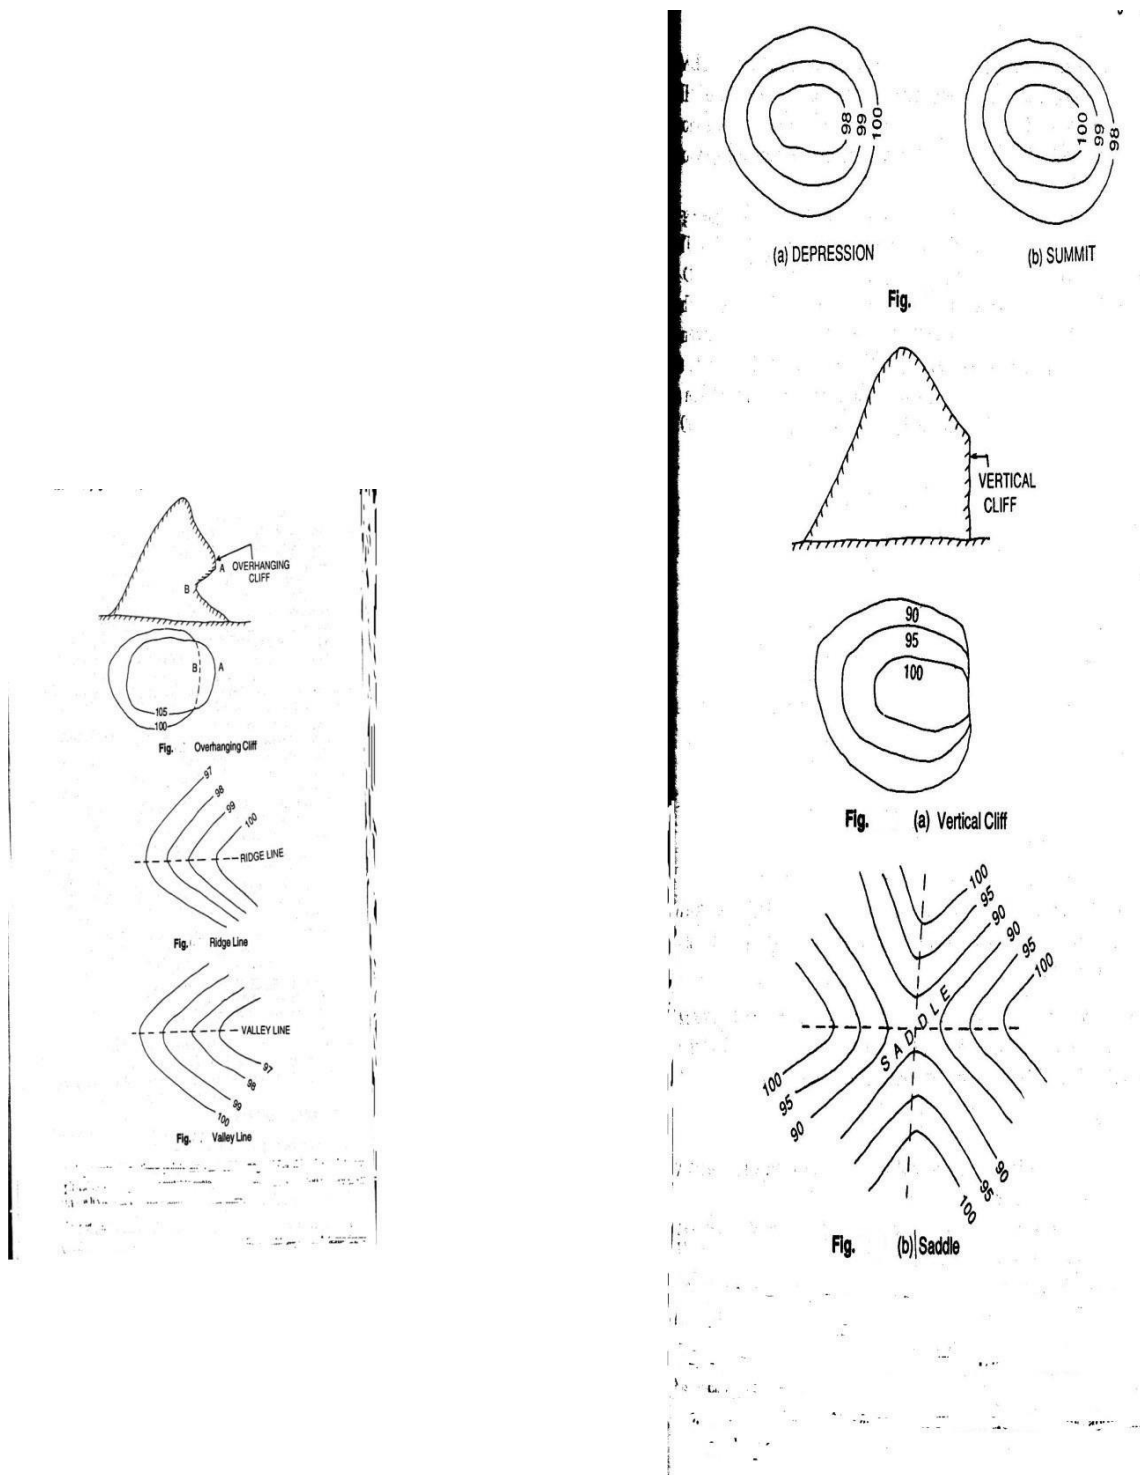 A
OVERHANGING
CLIFF
B
B
A
105
100
Fig. Overhanging Cliff
97
98
99
100
RIDGE LINE
Fig. Ridge Line
VALLEY LINE
97
98
99
100
Fig. Valley Line
98
99
100
100
99
98
(a) DEPRESSION
(b) SUMMIT
Fig.
VERTICAL
CLIFF
90
95
100
Fig. (a) Vertical Cliff
100
95
90
90
95
100
SADDLE
100
95
90
90
95
100
Fig. (b) Saddle